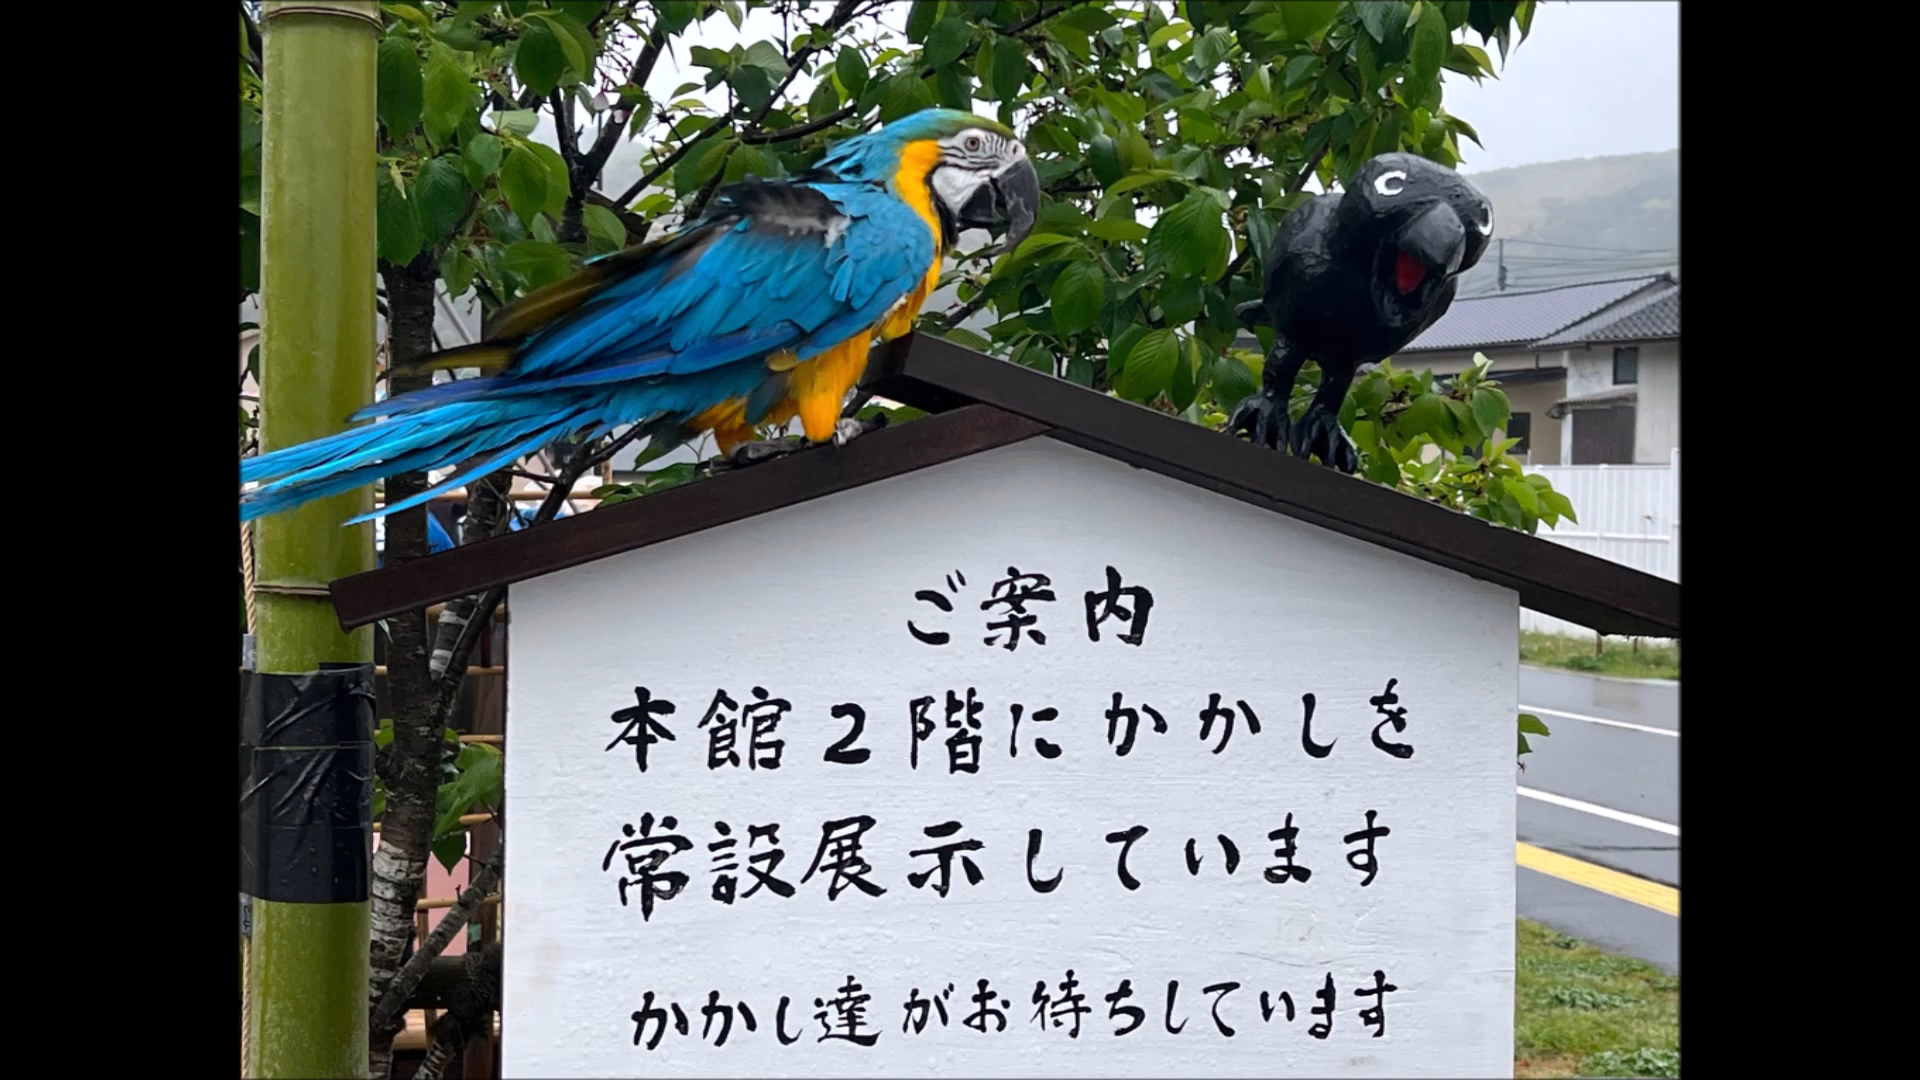 ご案内
本館2階にかかしを
常設展示しています
かかし達がお待ちしています